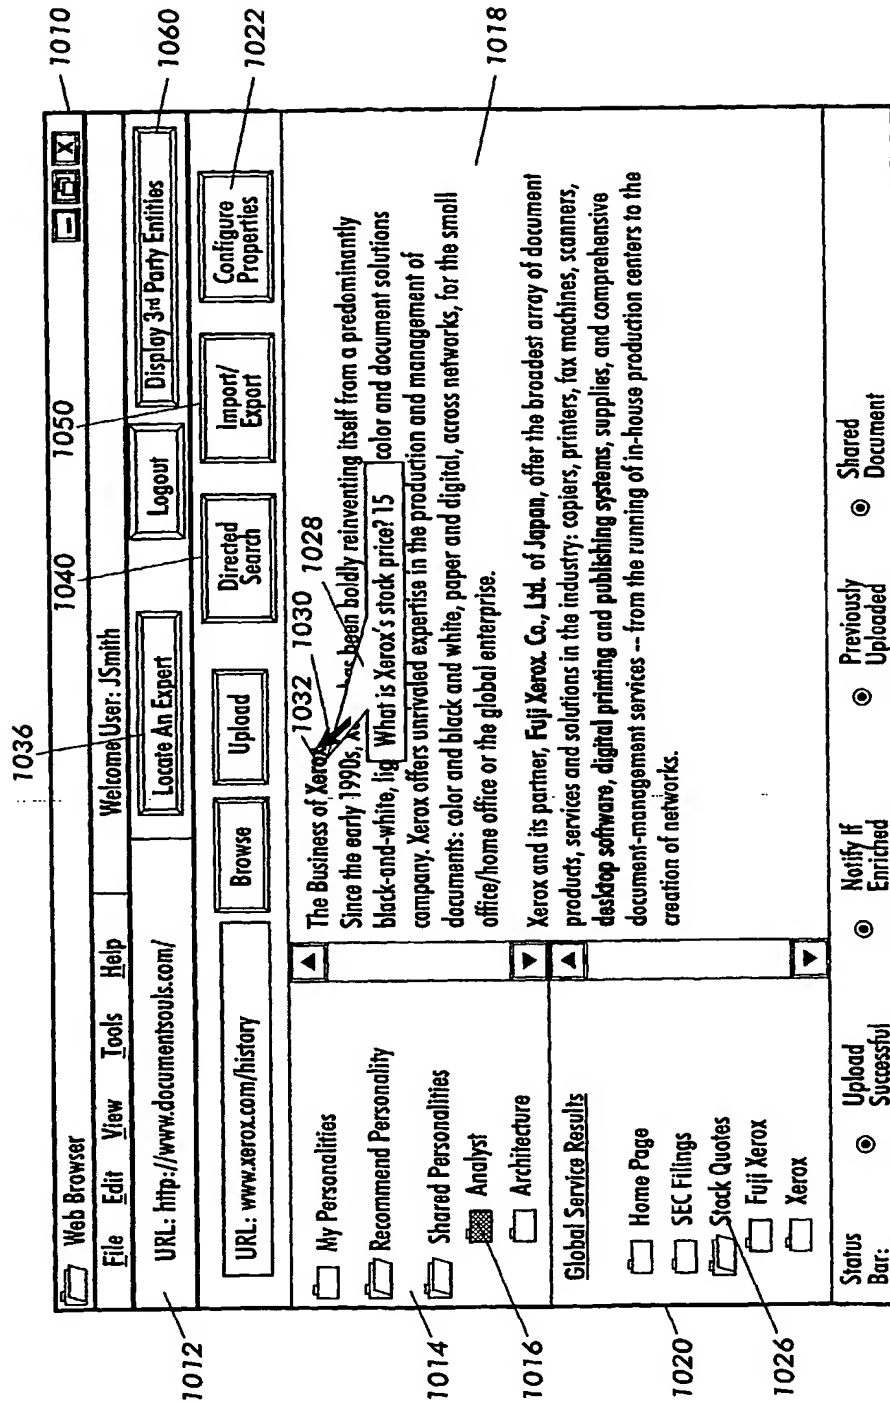 1010
1060
1022
1018
1050
1040
1036
1028
1030
1032
1012
1014
1016
1020
1026
Web Browser
File Edit View Tools Help
Welcome User: JSmith
URL: http://www.documentsouls.com/
Locate An Expert
Logout
Display 3rd Party Entities
URL: www.xerox.com/history
Browse
Upload
Directed Search
Import/ Export
Configure Properties
My Personalities
Recommend Personality
Shared Personalities
Analyst
Architecture
The Business of Xerox
Since the early 1990s, has been boldly reinventing itself from a predominantly
black-and-white, lig What is Xerox's stock price? 15 color and document solutions
company. Xerox offers unrivaled expertise in the production and management of
documents: color and black and white, paper and digital, across networks, for the small
office/home office or the global enterprise.
Xerox and its partner, Fuji Xerox. Co., Ltd. of Japan, offer the broadest array of document
products, services and solutions in the industry: copiers, printers, fax machines, scanners,
desktop software, digital printing and publishing systems, supplies, and comprehensive
document-management services -- from the running of in-house production centers to the
creation of networks.
Global Service Results
Home Page
SEC Filings
Stock Quotes
Fuji Xerox
Xerox
Status Bar:
Upload Successful
Notify If Enriched
Previously Uploaded
Shared Document